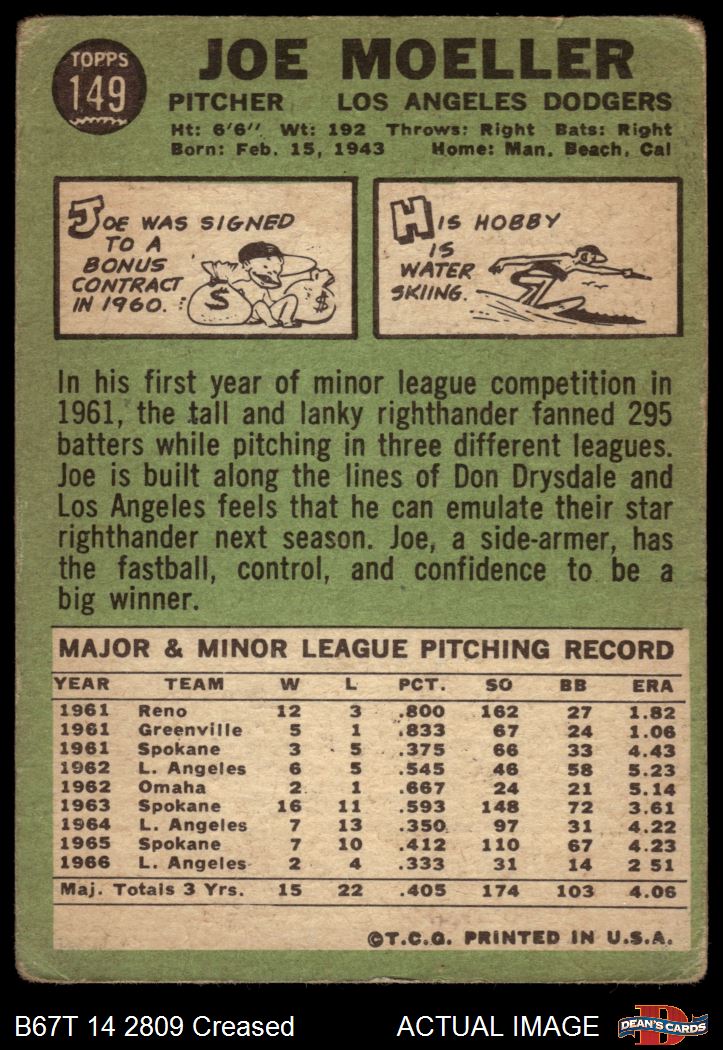 TOPPS
149
JOE MOELLER
PITCHER LOS ANGELES DODGERS
Ht: 6'6" Wt: 192 Throws: Right Bats: Right
Born: Feb. 15, 1943 Home: Man. Beach, Cal
JOE WAS SIGNED
TO A
BONUS
CONTRACT
IN 1960.
$
$
HIS HOBBY
IS
WATER
SKIING.
In his first year of minor league competition in
1961, the tall and lanky righthander fanned 295
batters while pitching in three different leagues.
Joe is built along the lines of Don Drysdale and
Los Angeles feels that he can emulate their star
righthander next season. Joe, a side-armer, has
the fastball, control, and confidence to be a
big winner.
MAJOR & MINOR LEAGUE PITCHING RECORD
YEAR TEAM W L PCT. SO BB ERA
1961 Reno 12 3 .800 162 27 1.82
1961 Greenville 5 1 .833 67 24 1.06
1961 Spokane 3 5 .375 66 33 4.43
1962 L. Angeles 6 5 .545 46 58 5.23
1962 Omaha 2 1 .667 24 21 5.14
1963 Spokane 16 11 .593 148 72 3.61
1964 L. Angeles 7 13 .350 97 31 4.22
1965 Spokane 7 10 .412 110 67 4.23
1966 L. Angeles 2 4 .333 31 14 2 51
Maj. Totals 3 Yrs. 15 22 .405 174 103 4.06
©T.C.G. PRINTED IN U.S.A.
B67T 14 2809 Creased ACTUAL IMAGE
D
DEAN'S CARDS